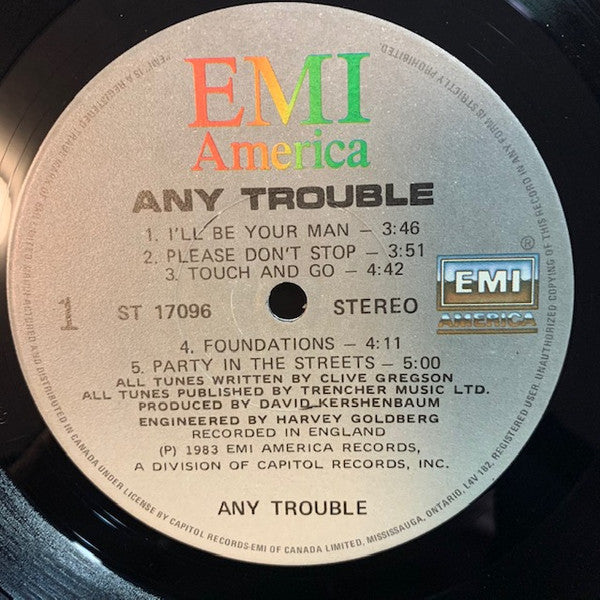 EMI
America
ANY TROUBLE
1. I'LL BE YOUR MAN – 3:46
2. PLEASE DON'T STOP – 3:51
3. TOUCH AND GO – 4:42
1
ST 17096
STEREO
®
EMI
AMERICA
4. FOUNDATIONS – 4:11
5. PARTY IN THE STREETS – 5:00
ALL TUNES WRITTEN BY CLIVE GREGSON
ALL TUNES PUBLISHED BY TRENCHER MUSIC LTD.
PRODUCED BY DAVID KERSHENBAUM
ENGINEERED BY HARVEY GOLDBERG
RECORDED IN ENGLAND
(P) 1983 EMI AMERICA RECORDS,
A DIVISION OF CAPITOL RECORDS, INC.
ANY TROUBLE
DISTRIBUTED IN CANADA UNDER LICENSE BY CAPITOL RECORDS-EMI OF CANADA LIMITED, MISSISSAUGA, ONTARIO, L4V 1S2, REGISTERED USER. UNAUTHORIZED COPYING OF THIS RECORD IN ANY FORM IS STRICTLY PROHIBITED.
"EMI" IS A REGISTERED